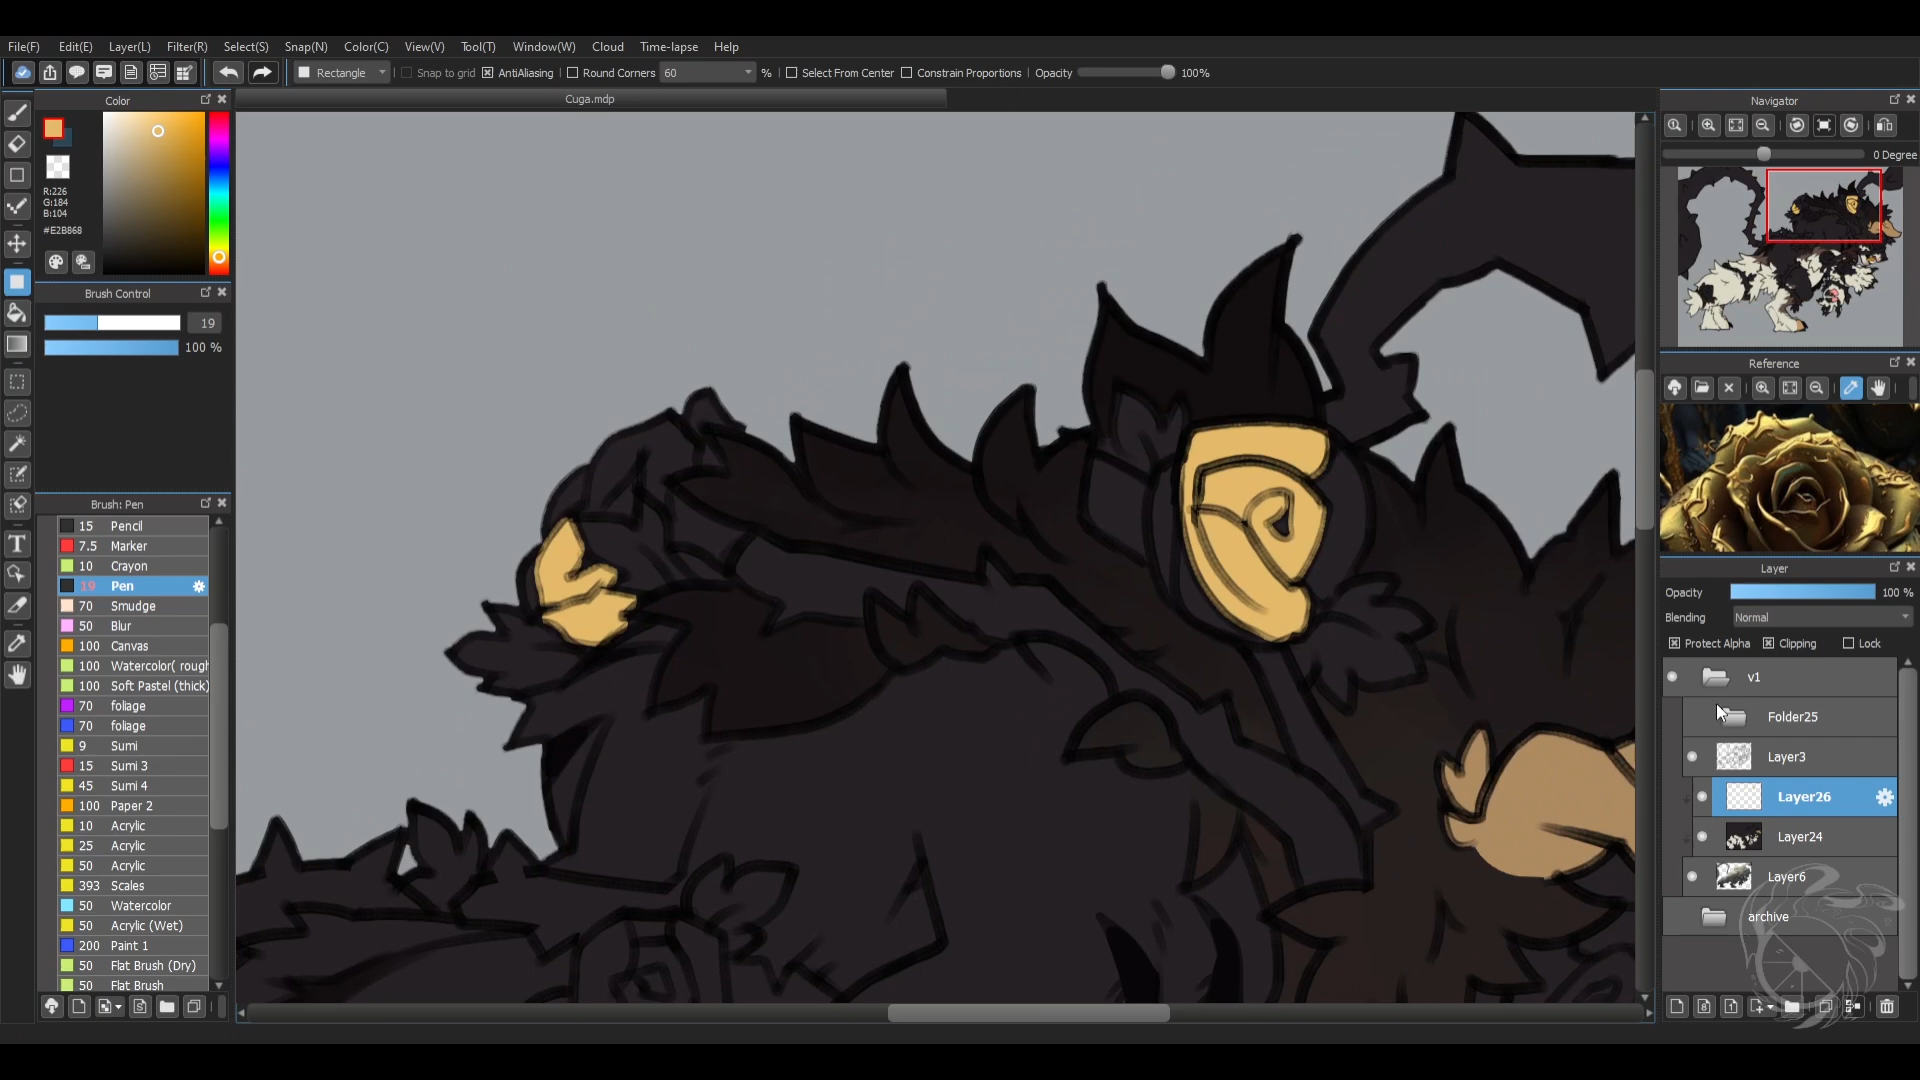 File(F) Edit(E) Layer(L) Filter(R) Select(S) Snap(N) Color(C) View(V) Tool(T) Window(W) Cloud Time-lapse Help
Rectangle Snap to grid AntiAliasing Round Corners 60 % Select From Center Constrain Proportions Opacity 100%
Color
Cuga.mdp
R:226
G:184
B:104
#E2B868
Brush Control
19
100 %
Brush: Pen
15 Pencil
7.5 Marker
10 Crayon
19 Pen
70 Smudge
50 Blur
100 Canvas
100 Watercolor( rough
100 Soft Pastel (thick)
70 foliage
70 foliage
9 Sumi
15 Sumi 3
45 Sumi 4
100 Paper 2
10 Acrylic
25 Acrylic
50 Acrylic
393 Scales
50 Watercolor
50 Acrylic (Wet)
200 Paint 1
50 Flat Brush (Dry)
50 Flat Brush
Navigator
0 Degree
Reference
Layer
Opacity 100 %
Blending Normal
Protect Alpha Clipping Lock
v1
Folder25
Layer3
Layer26
Layer24
Layer6
archive